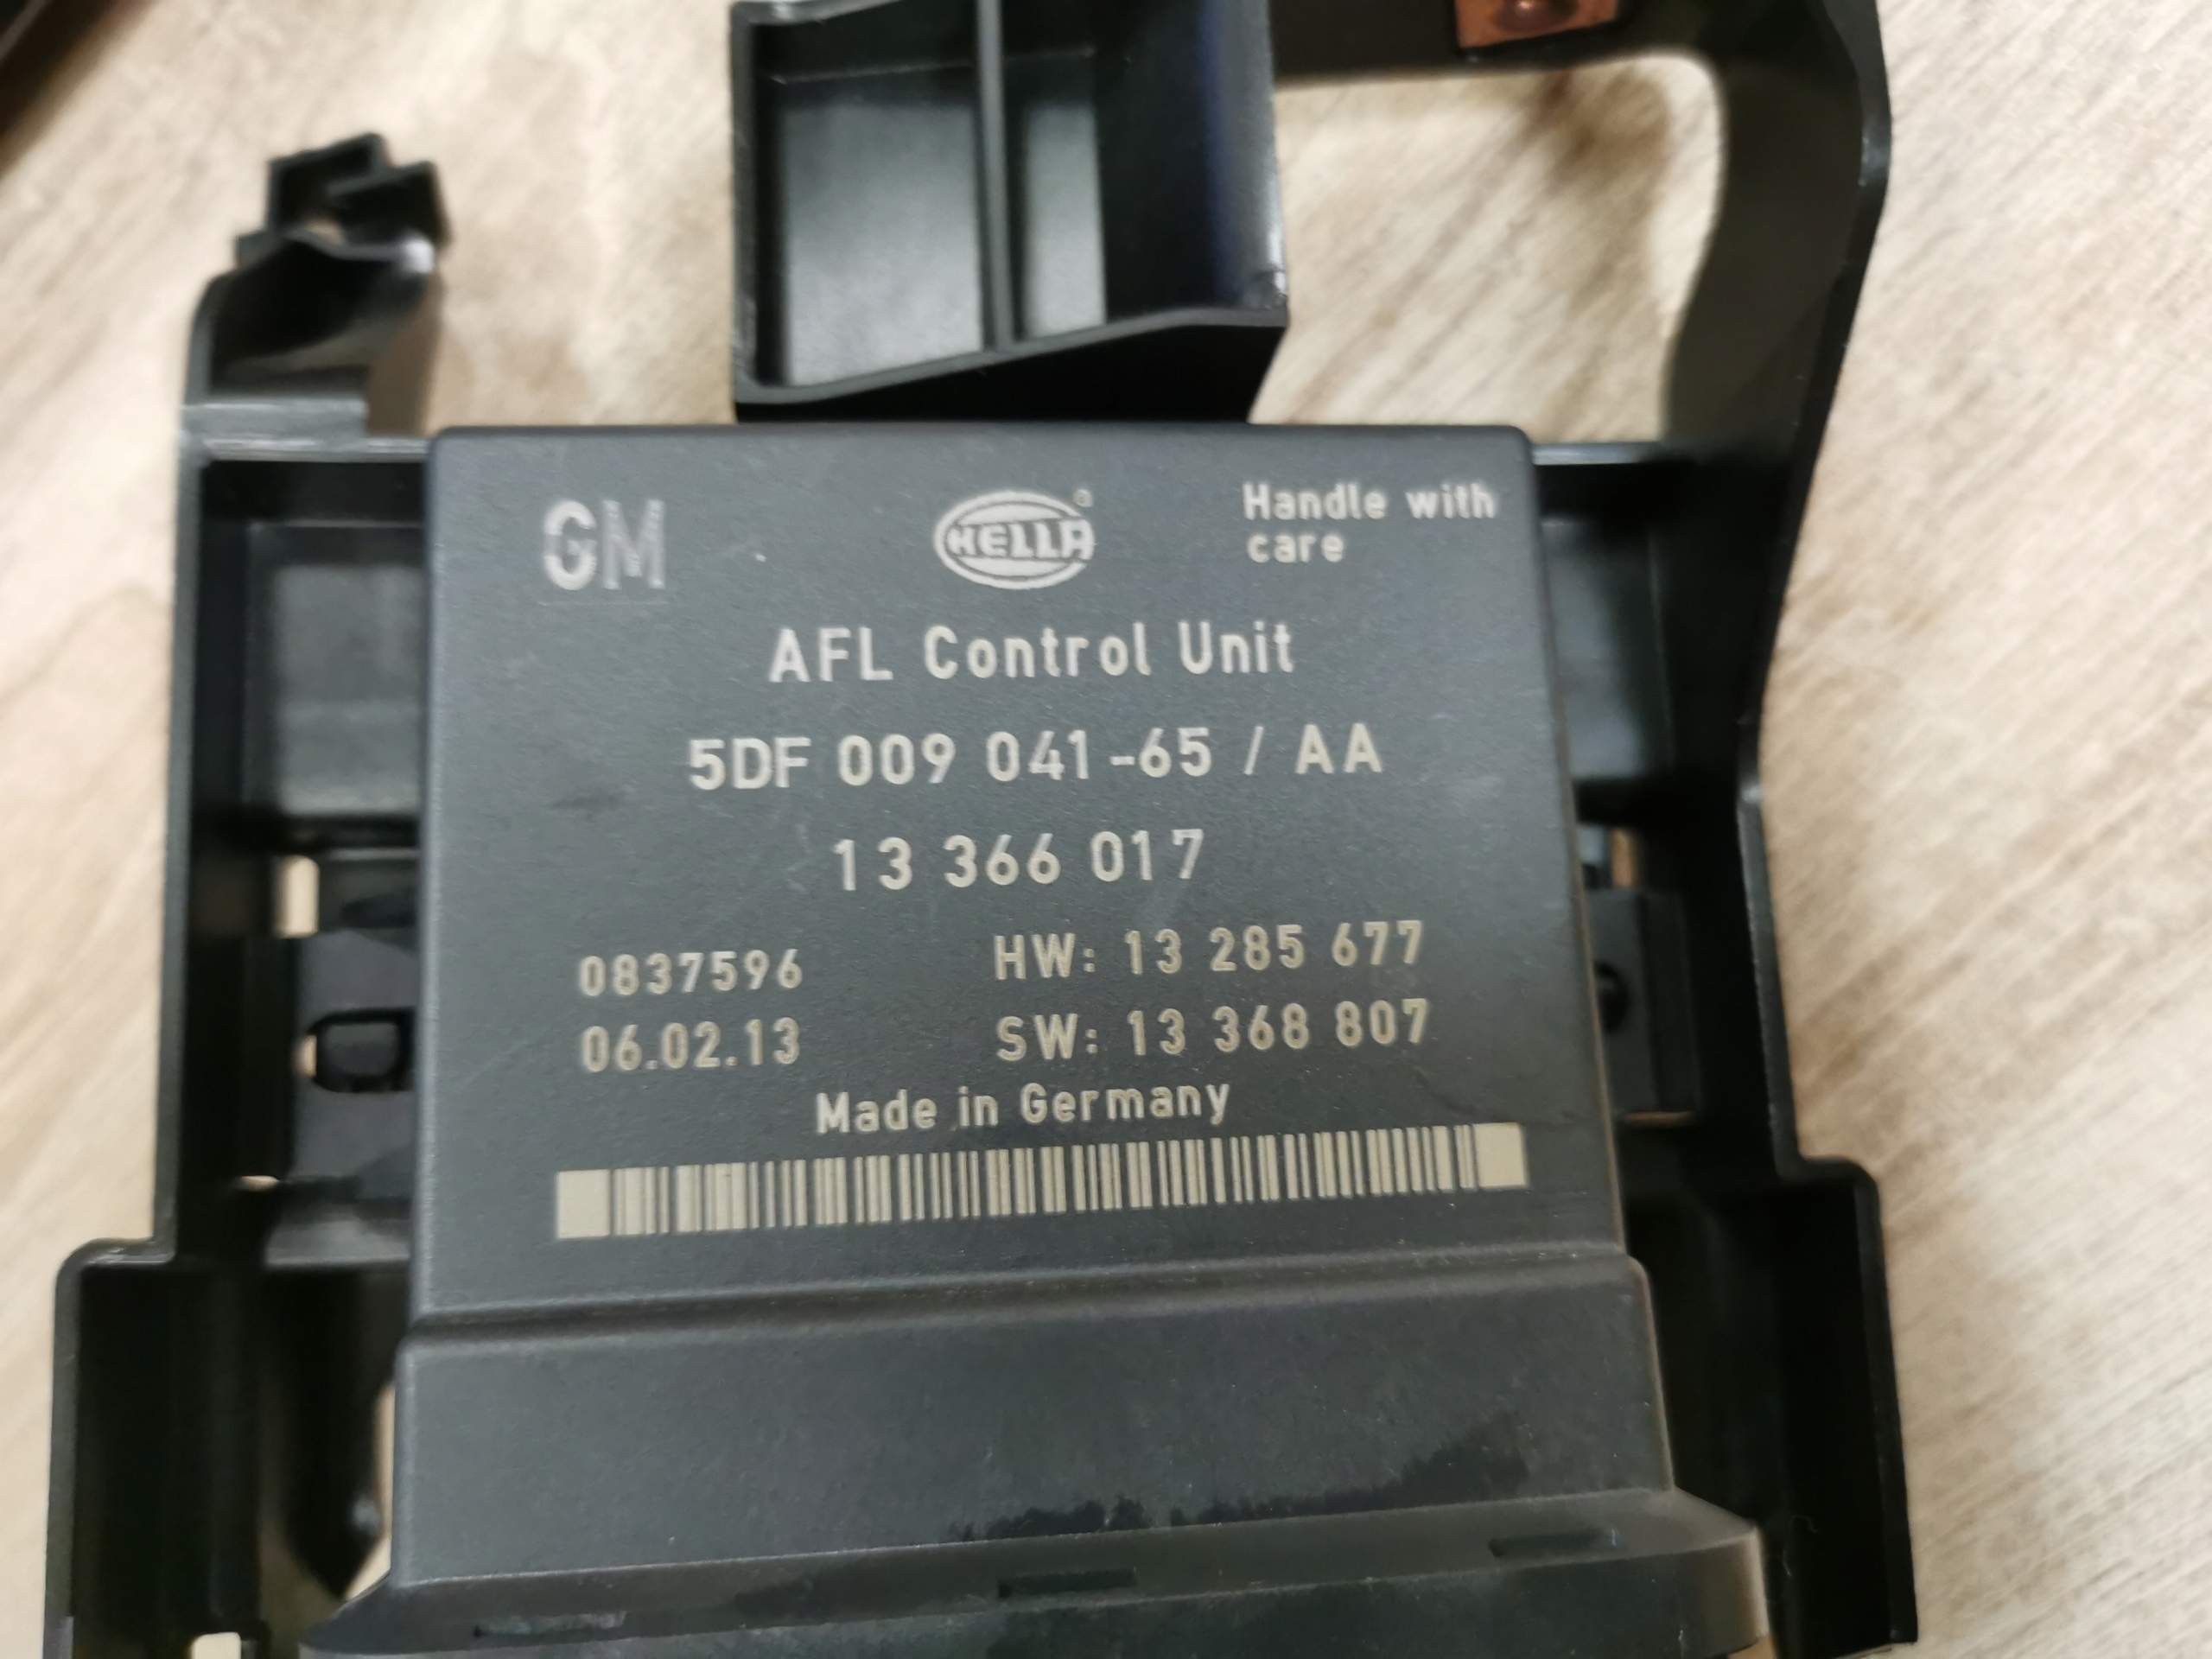 GM
HELLA
Handle with
care
AFL Control Unit
5DF 009 041-65 / AA
13 366 017
0837596 HW: 13 285 677
06.02.13 SW: 13 368 807
Made in Germany